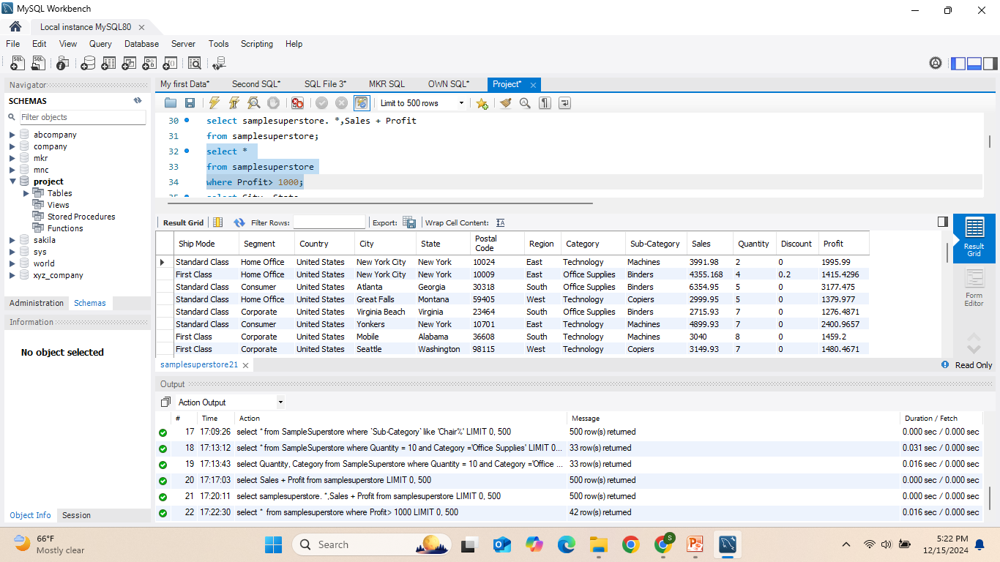 MySQL Workbench
Local instance MySQL80
File Edit View Query Database Server Tools Scripting Help
Navigator
SCHEMAS
Filter objects
abcompany
company
mkr
mnc
project
Tables
Views
Stored Procedures
Functions
sakila
sys
world
xyz_company
Administration Schemas
Information
No object selected
Object Info Session
My first Data* Second SQL* SQL File 3* MKR SQL OWN SQL* Project*
Limit to 500 rows
30 select samplesuperstore. *,Sales + Profit
31 from samplesuperstore;
32 select *
33 from samplesuperstore
34 where Profit> 1000;
35 select City, State
Result Grid Filter Rows: Export: Wrap Cell Content:
Ship Mode Segment Country City State Postal Code Region Category Sub-Category Sales Quantity Discount Profit
Standard Class Home Office United States New York City New York 10024 East Technology Machines 3991.98 2 0 1995.99
First Class Home Office United States New York City New York 10009 East Office Supplies Binders 4355.168 4 0.2 1415.4296
Standard Class Consumer United States Atlanta Georgia 30318 South Office Supplies Binders 6354.95 5 0 3177.475
Standard Class Home Office United States Great Falls Montana 59405 West Technology Copiers 2999.95 5 0 1379.977
Standard Class Corporate United States Virginia Beach Virginia 23464 South Office Supplies Binders 2715.93 7 0 1276.4871
Standard Class Consumer United States Yonkers New York 10701 East Technology Machines 4899.93 7 0 2400.9657
First Class Corporate United States Mobile Alabama 36608 South Technology Machines 3040 8 0 1459.2
First Class Corporate United States Seattle Washington 98115 West Technology Copiers 3149.93 7 0 1480.4671
Result Grid
Form Editor
samplesuperstore21
Read Only
Output
Action Output
# Time Action Message Duration / Fetch
17 17:09:26 select * from SampleSuperstore where `Sub-Category` like 'Chair%' LIMIT 0, 500 500 row(s) returned 0.000 sec / 0.000 sec
18 17:13:12 select * from SampleSuperstore where Quantity = 10 and Category ='Office Supplies' LIMIT 0... 33 row(s) returned 0.031 sec / 0.000 sec
19 17:13:43 select Quantity, Category from SampleSuperstore where Quantity = 10 and Category ='Office ... 33 row(s) returned 0.016 sec / 0.000 sec
20 17:17:03 select Sales + Profit from samplesuperstore LIMIT 0, 500 500 row(s) returned 0.000 sec / 0.000 sec
21 17:20:11 select samplesuperstore. *,Sales + Profit from samplesuperstore LIMIT 0, 500 500 row(s) returned 0.000 sec / 0.000 sec
22 17:22:30 select * from samplesuperstore where Profit> 1000 LIMIT 0, 500 42 row(s) returned 0.016 sec / 0.000 sec
66°F
Mostly clear
Search
5:22 PM
12/15/2024